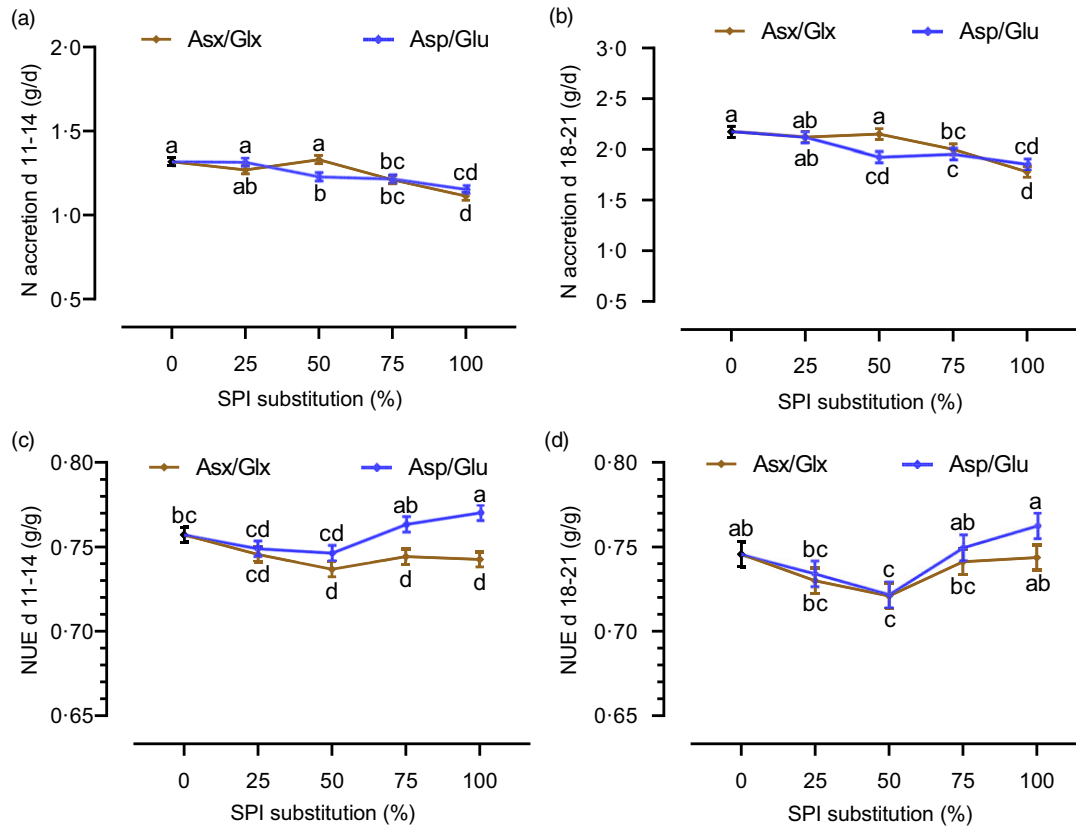 (a)
Asx/Glx Asp/Glu
2·0
1·5
1·0
0·5
N accretion d 11-14 (g/d)
a a a bc cd
ab b bc d
0 25 50 75 100
SPI substitution (%)
(b)
Asx/Glx Asp/Glu
3·0
2·5
2·0
1·5
1·0
0·5
N accretion d 18-21 (g/d)
a ab a bc cd
ab cd c d
0 25 50 75 100
SPI substitution (%)
(c)
Asx/Glx Asp/Glu
0·80
0·75
0·70
0·65
NUE d 11-14 (g/g)
bc cd cd ab a
cd d d d
0 25 50 75 100
SPI substitution (%)
(d)
Asx/Glx Asp/Glu
0·80
0·75
0·70
0·65
NUE d 18-21 (g/g)
ab bc c ab a
bc c bc ab
0 25 50 75 100
SPI substitution (%)